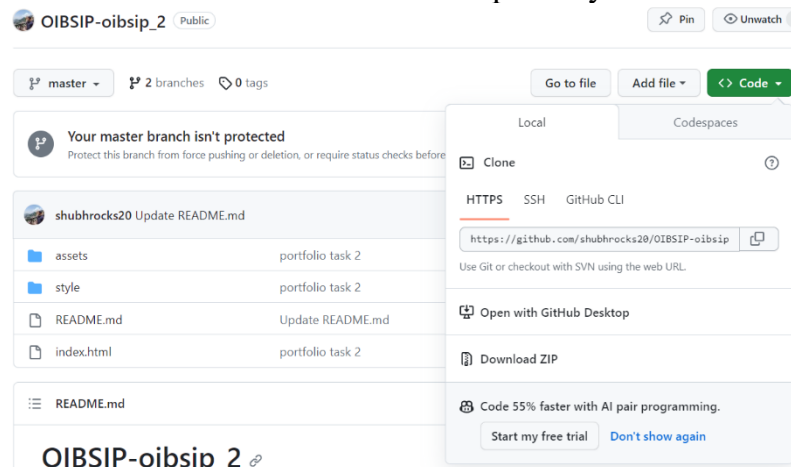 OIBSIP-oibsip_2 Public
Pin
Unwatch
master
2 branches
0 tags
Go to file
Add file
<> Code
Your master branch isn't protected
Protect this branch from force pushing or deletion, or require status checks before
Local
Codespaces
Clone
HTTPS SSH GitHub CLI
https://github.com/shubhrocks20/OIBSIP-oibsip
Use Git or checkout with SVN using the web URL.
Open with GitHub Desktop
Download ZIP
Code 55% faster with AI pair programming.
Start my free trial
Don't show again
shubhrocks20 Update README.md
assets portfolio task 2
style portfolio task 2
README.md Update README.md
index.html portfolio task 2
README.md
OIBSIP-oibsip_2